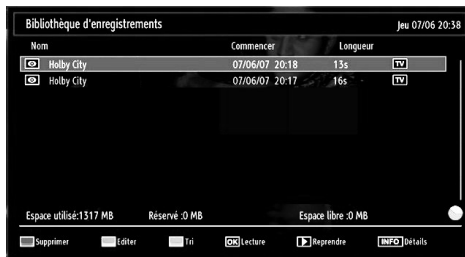 Bibliothèque d'enregistrements Jeu 07/06 20:38
Nom Commencer Longueur
Holby City 07/06/07 20:18 13s TV
Holby City 07/06/07 20:17 16s TV
Espace utilisé:1317 MB Réservé :0 MB Espace libre :0 MB
Supprimer Editer Tri OK Lecture Reprendre INFO Détails